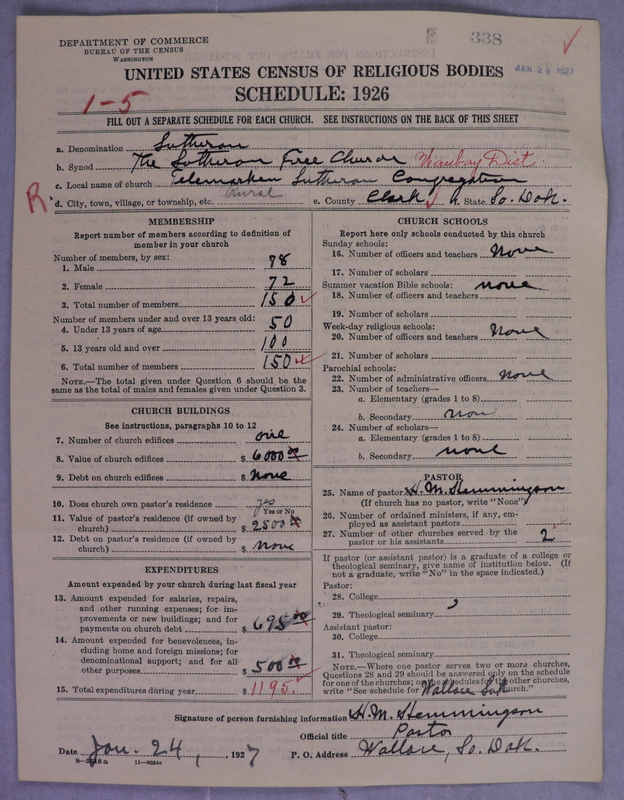 338
DEPARTMENT OF COMMERCE
BUREAU OF THE CENSUS
WASHINGTON
JAN 28 1927
UNITED STATES CENSUS OF RELIGIOUS BODIES
SCHEDULE: 1926
1-5
FILL OUT A SEPARATE SCHEDULE FOR EACH CHURCH. SEE INSTRUCTIONS ON THE BACK OF THIS SHEET
a. Denomination Lutheran
b. Synod The Lutheran Free Church Waubay Dist.
c. Local name of church Telemarken Lutheran Congregation
R. d. City, town, village, or township, etc. Rural e. County Clark d. State So. Dak.
MEMBERSHIP
Report number of members according to definition of
member in your church
Number of members, by sex:
1. Male 78
2. Female 72
3. Total number of members 150
Number of members under and over 13 years old:
4. Under 13 years of age 50
5. 13 years old and over 100
6. Total number of members 150
NOTE.—The total given under Question 6 should be the
same as the total of males and females given under Question 3.
CHURCH BUILDINGS
See instructions, paragraphs 10 to 12
7. Number of church edifices one
8. Value of church edifices $ 6000 00
9. Debt on church edifices $ None
10. Does church own pastor's residence yes
Yes or No
11. Value of pastor's residence (if owned by
church) $ 2500
12. Debt on pastor's residence (if owned by
church) $ None
EXPENDITURES
Amount expended by your church during last fiscal year
13. Amount expended for salaries, repairs,
and other running expenses; for im-
provements or new buildings; and for
payments on church debt $ 695 00
14. Amount expended for benevolences, in-
cluding home and foreign missions; for
denominational support; and for all
other purposes $ 500 00
15. Total expenditures during year $ 1195.
CHURCH SCHOOLS
Report here only schools conducted by this church
Sunday schools:
16. Number of officers and teachers None
17. Number of scholars
Summer vacation Bible schools: none
18. Number of officers and teachers
19. Number of scholars
Week-day religious schools:
20. Number of officers and teachers None
21. Number of scholars
Parochial schools:
22. Number of administrative officers None
23. Number of teachers—
a. Elementary (grades 1 to 8)
b. Secondary non
24. Number of scholars—
a. Elementary (grades 1 to 8)
b. Secondary none
PASTOR
25. Name of pastor H. M. Hemmingson
(If church has no pastor, write "None")
26. Number of ordained ministers, if any, em-
ployed as assistant pastors
27. Number of other churches served by the
pastor or his assistants 2
If pastor (or assistant pastor) is a graduate of a college or
theological seminary, give name of institution below. (If
not a graduate, write "No" in the space indicated.)
Pastor:
28. College
29. Theological seminary
Assistant pastor:
30. College
31. Theological seminary
NOTE.—Where one pastor serves two or more churches,
Questions 28 and 29 should be answered only on the schedule
for one of the churches; on the schedules for the other churches,
write "See schedule for Wallace church."
Signature of person furnishing information H. M. Hemmingson
Official title Pastor
Date Jan. 24, 1927 P. O. Address Wallace, So. Dak.